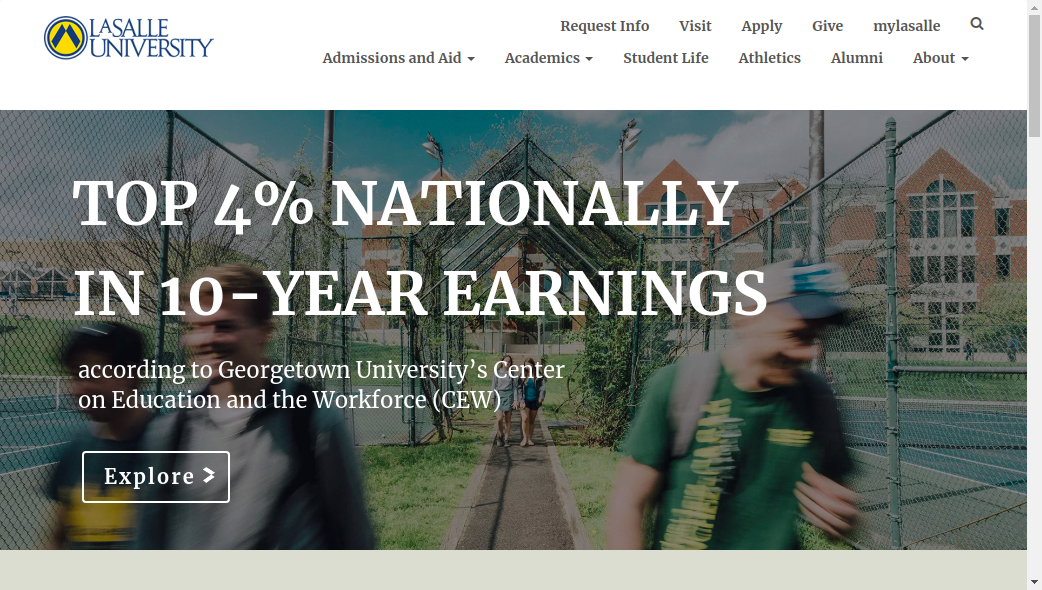 LASALLE
UNIVERSITY
Request Info Visit Apply Give mylasalle
Admissions and Aid Academics Student Life Athletics Alumni About
TOP 4% NATIONALLY
IN 10-YEAR EARNINGS
according to Georgetown University’s Center
on Education and the Workforce (CEW)
Explore